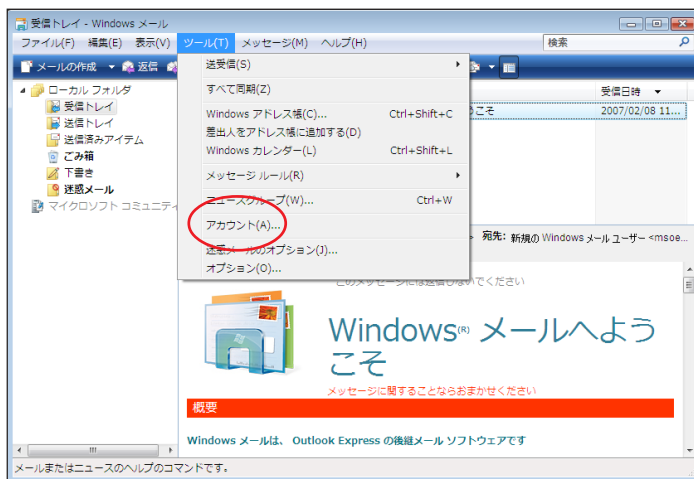 受信トレイ - Windows メール
ファイル(F) 編集(E) 表示(V) ツール(T) メッセージ(M) ヘルプ(H)
検索
メールの作成 返信
送受信(S)
すべて同期(Z)
Windows アドレス帳(C)... Ctrl+Shift+C
差出人をアドレス帳に追加する(D)
Windows カレンダー(L) Ctrl+Shift+L
メッセージ ルール(R)
ニュースグループ(W)... Ctrl+W
アカウント(A)...
迷惑メールのオプション(J)...
オプション(O)...
ローカル フォルダ
受信トレイ
送信トレイ
送信済みアイテム
ごみ箱
下書き
迷惑メール
マイクロソフト コミュニティ
受信日時
うこそ 2007/02/08 11...
宛先: 新規の Windows メール ユーザー <msoe...
このメッセージには返信しないでください
Windows(R) メールへよう
こそ
メッセージに関することならおまかせください
概要
Windows メールは、 Outlook Express の後継メール ソフトウェアです
メールまたはニュースのヘルプのコマンドです。